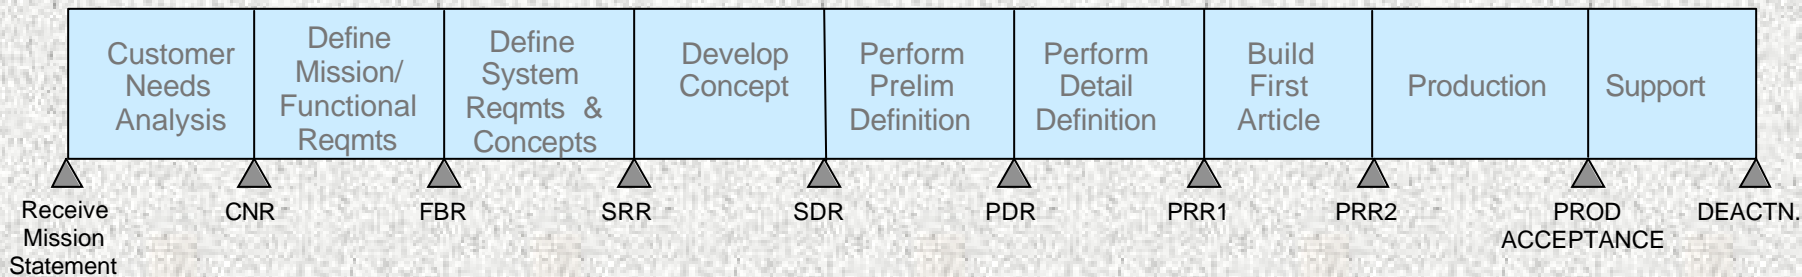 Customer
Needs
Analysis
Define
Mission/
Functional
Reqmts
Define
System
Reqmts &
Concepts
Develop
Concept
Perform
Prelim
Definition
Perform
Detail
Definition
Build
First
Article
Production
Support
Receive
Mission
Statement
CNR
FBR
SRR
SDR
PDR
PRR1
PRR2
PROD
ACCEPTANCE
DEACTN.